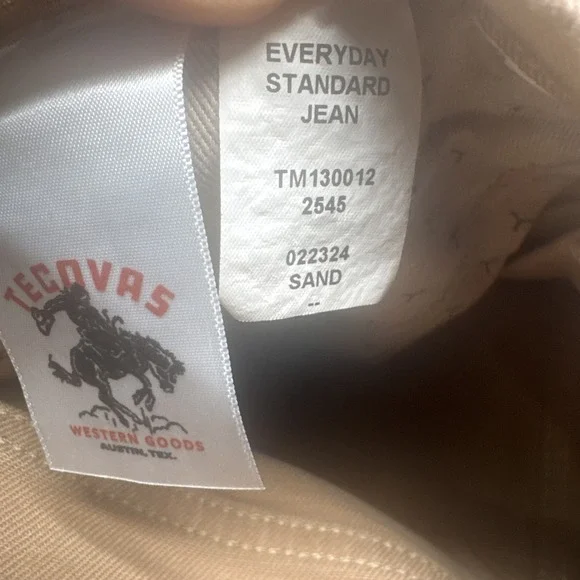 TECOVAS
WESTERN GOODS
AUSTIN, TEX.
EVERYDAY
STANDARD
JEAN
TM130012
2545
022324
SAND
--